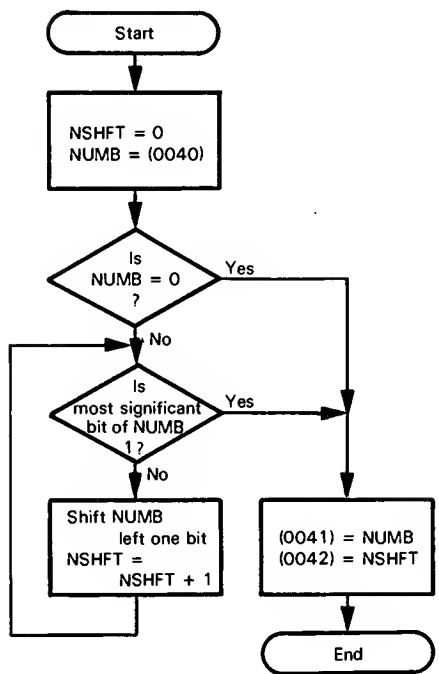 Start
NSHFT = 0
NUMB = (0040)
Is
NUMB = 0
?
Yes
No
Is
most significant
bit of NUMB
1?
Yes
No
Shift NUMB
left one bit
NSHFT =
NSHFT + 1
(0041) = NUMB
(0042) = NSHFT
End